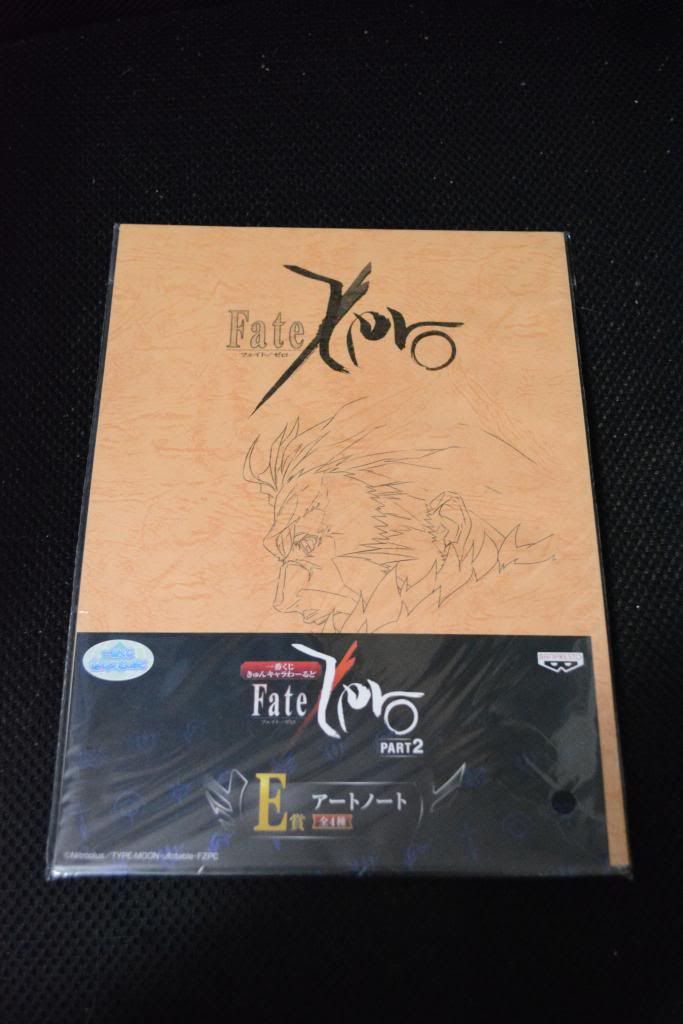 Fate Zero
フェイト/ゼロ
一番くじ
きゅんキャラわーるど
Fate Zero
フェイト/ゼロ
PART2
E賞
アートノート
全4種
©Nitroplus/TYPE-MOON・ufotable・FZPC